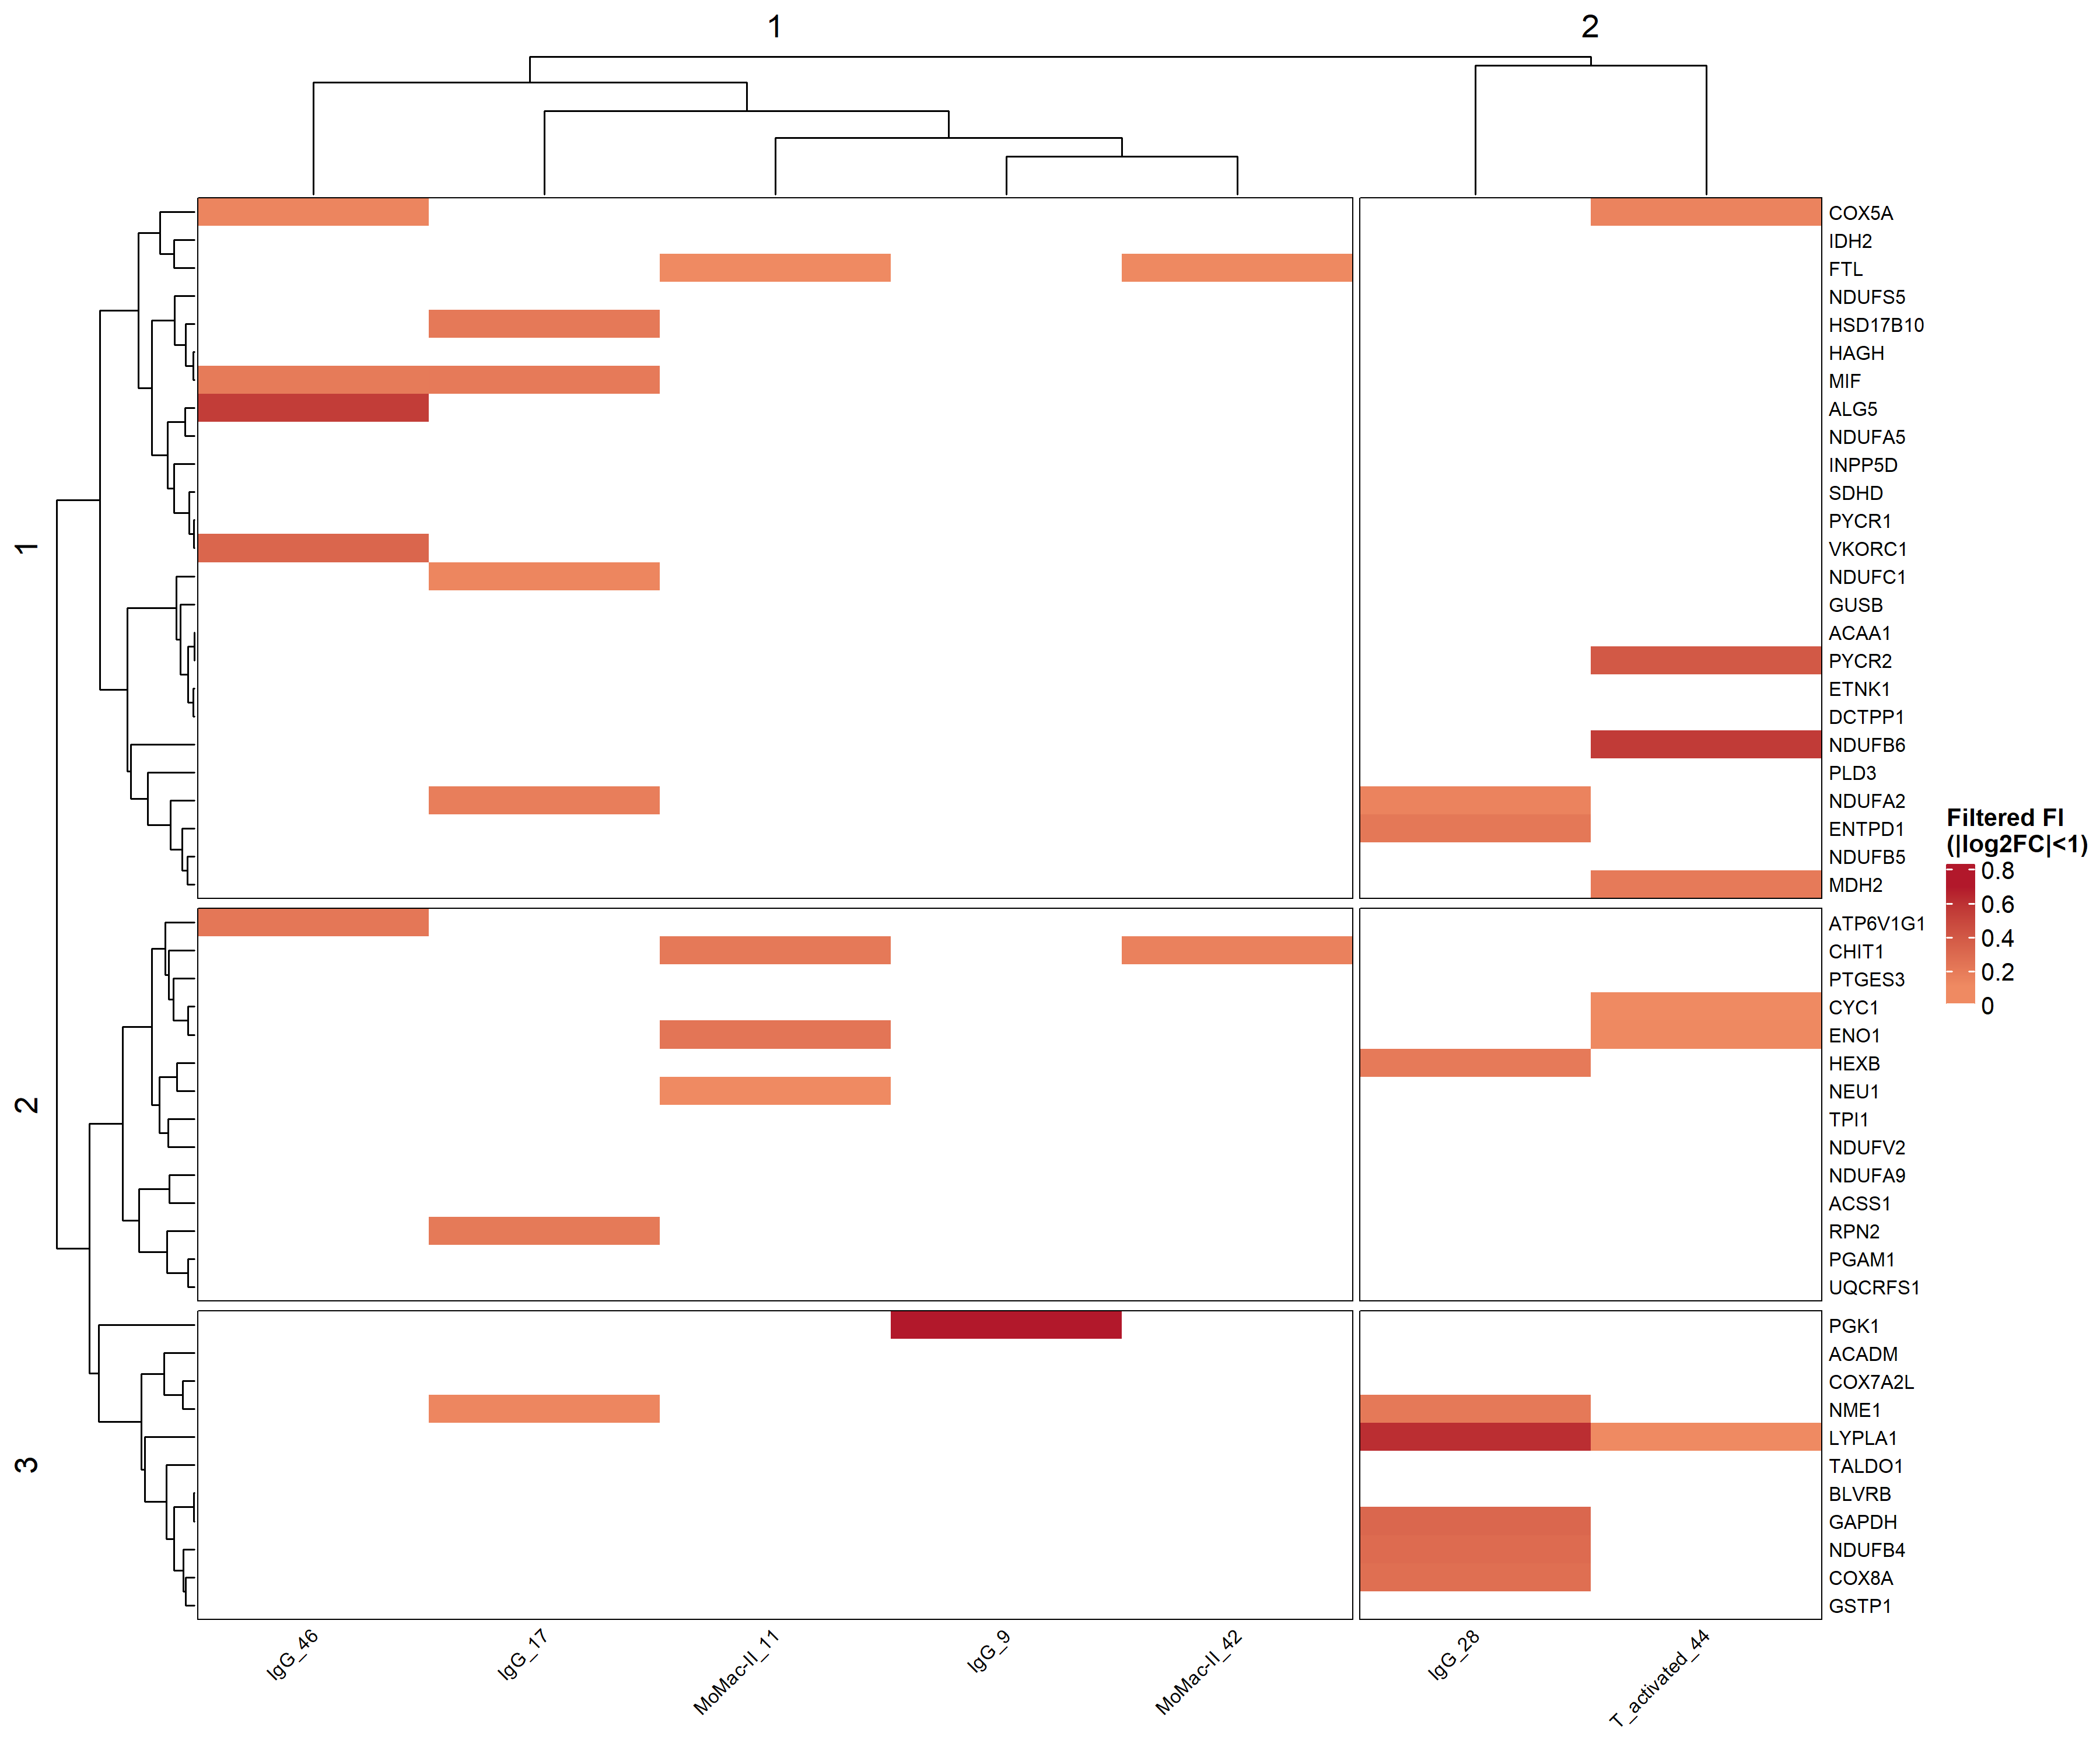 1
2
COX5A
IDH2
FTL
NDUFS5
HSD17B10
HAGH
MIF
ALG5
NDUFA5
INPP5D
SDHD
PYCR1
VKORC1
NDUFC1
GUSB
ACAA1
PYCR2
ETNK1
DCTPP1
NDUFB6
PLD3
NDUFA2
ENTPD1
NDUFB5
MDH2
1
ATP6V1G1
CHIT1
PTGES3
CYC1
ENO1
HEXB
NEU1
TPI1
NDUFV2
NDUFA9
ACSS1
RPN2
PGAM1
UQCRFS1
2
PGK1
ACADM
COX7A2L
NME1
LYPLA1
TALDO1
BLVRB
GAPDH
NDUFB4
COX8A
GSTP1
3
IgG_46
IgG_17
MoMac-II_11
IgG_9
MoMac-II_42
IgG_28
T_activated_44
Filtered FI
(|log2FC|<1)
0.8
0.6
0.4
0.2
0